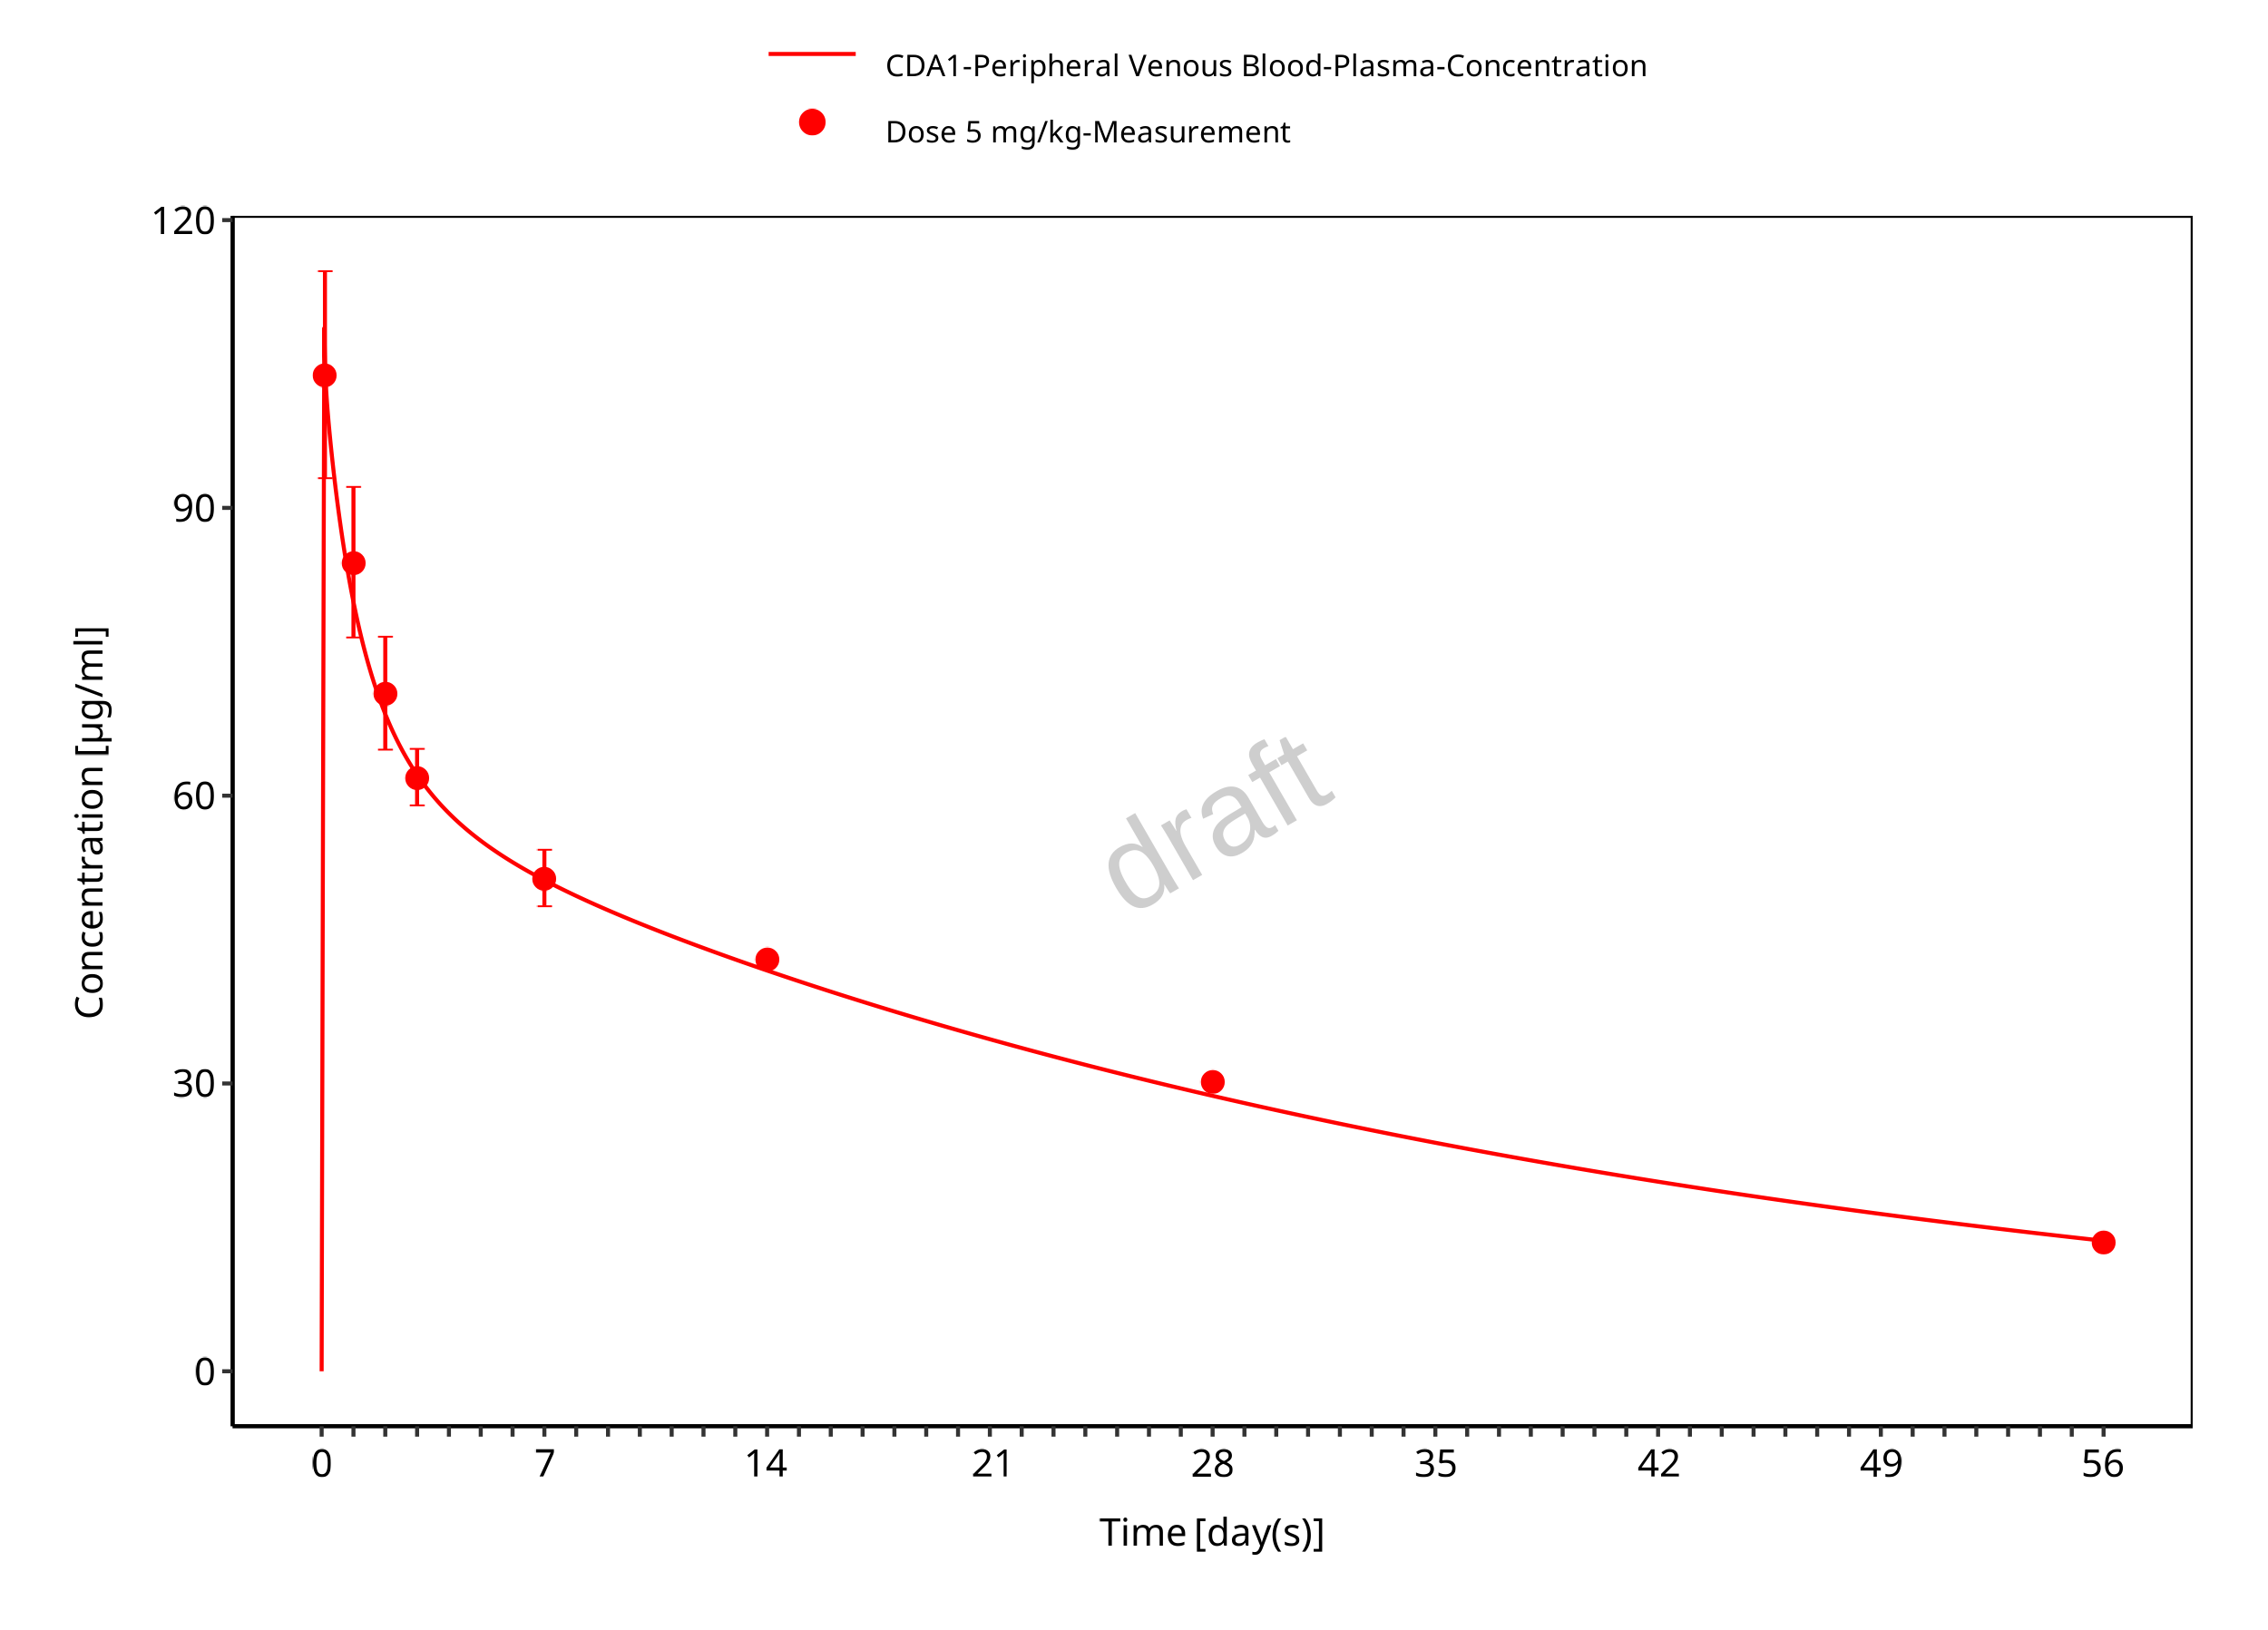 CDA1-Peripheral Venous Blood-Plasma-Concentration
Dose 5 mg/kg-Measurement
120
90
60
30
0
Concentration [µg/ml]
draft
0 7 14 21 28 35 42 49 56
Time [day(s)]